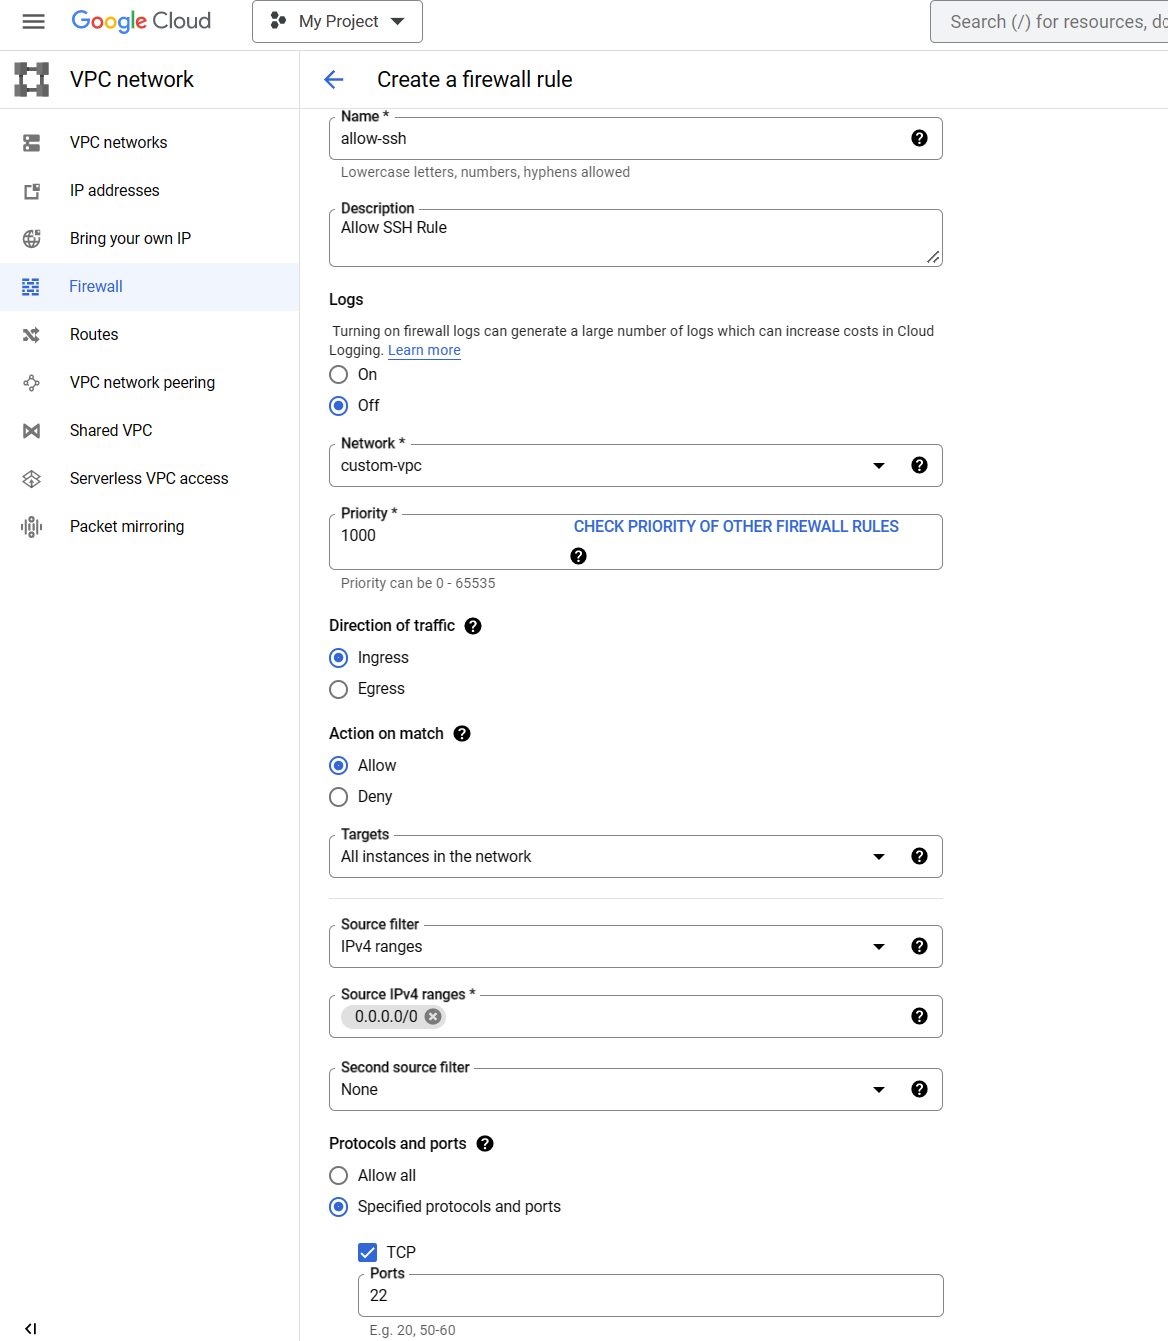 Google Cloud
My Project
Search (/) for resources, do
VPC network
Create a firewall rule
VPC networks
IP addresses
Bring your own IP
Firewall
Routes
VPC network peering
Shared VPC
Serverless VPC access
Packet mirroring
Name *
allow-ssh
Lowercase letters, numbers, hyphens allowed
Description
Allow SSH Rule
Logs
Turning on firewall logs can generate a large number of logs which can increase costs in Cloud
Logging. Learn more
On
Off
Network *
custom-vpc
Priority *
1000
CHECK PRIORITY OF OTHER FIREWALL RULES
Priority can be 0 - 65535
Direction of traffic
Ingress
Egress
Action on match
Allow
Deny
Targets
All instances in the network
Source filter
IPv4 ranges
Source IPv4 ranges *
0.0.0.0/0
Second source filter
None
Protocols and ports
Allow all
Specified protocols and ports
TCP
Ports
22
E.g. 20, 50-60